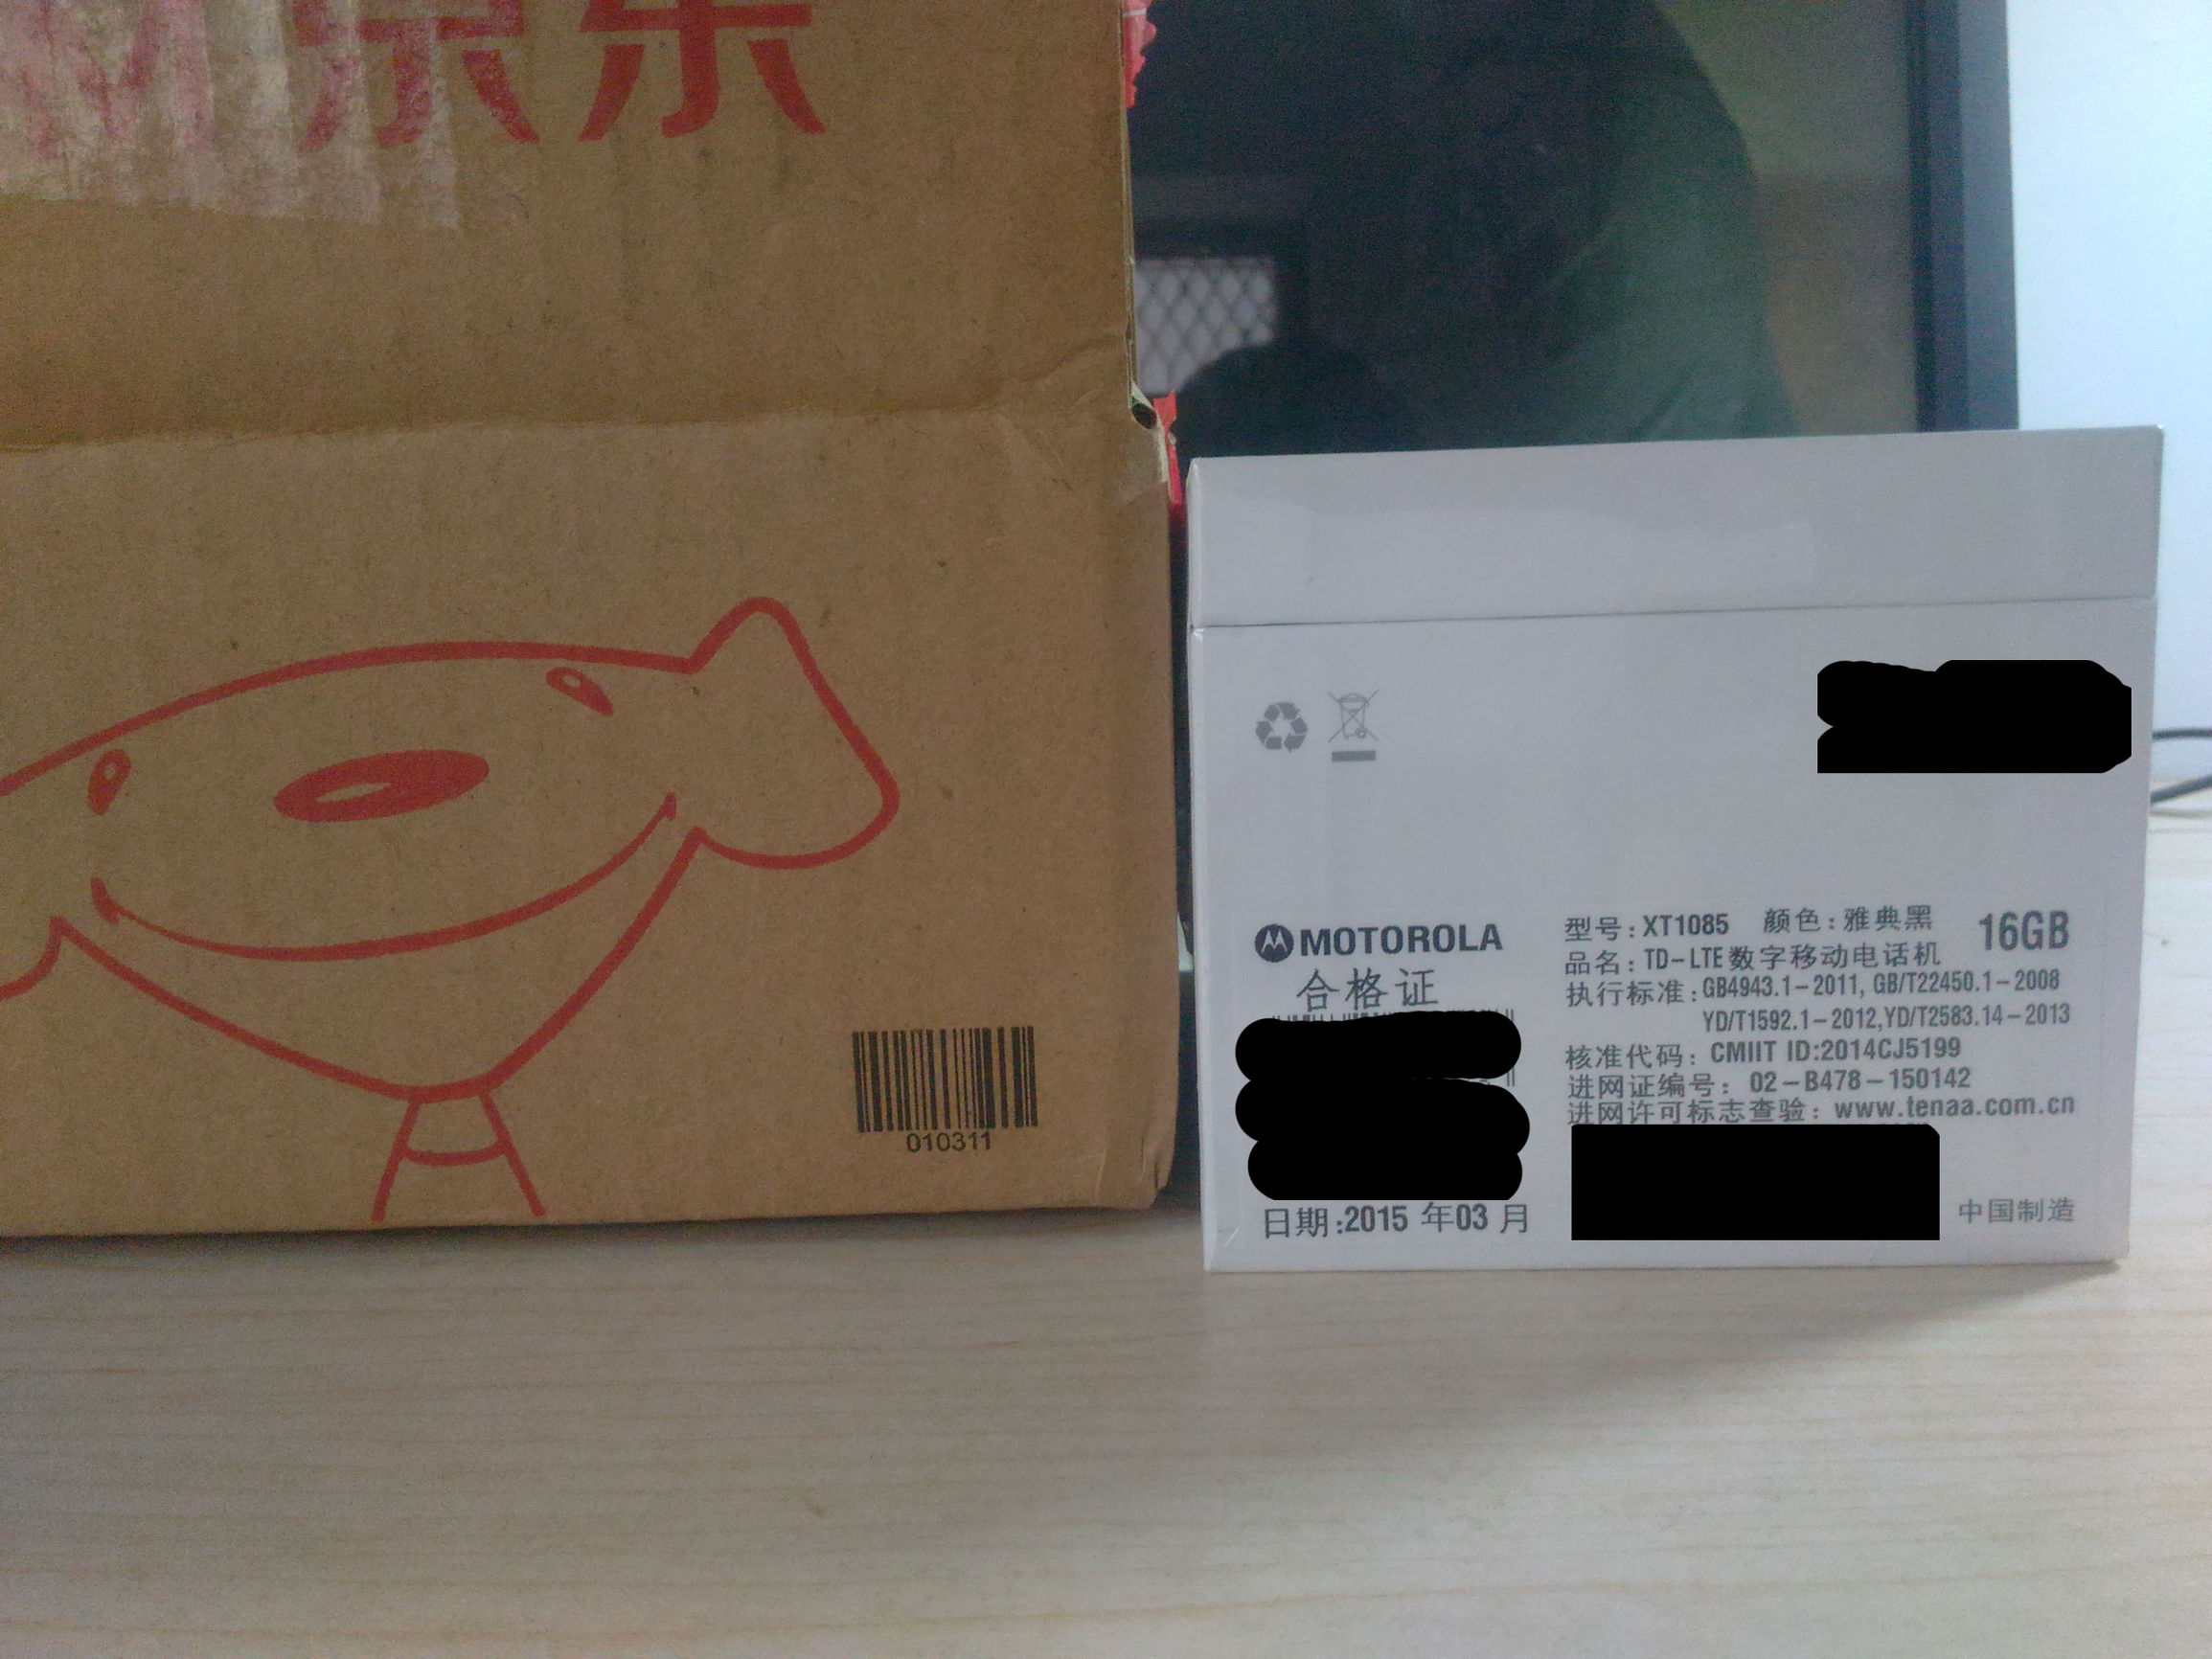 京东
010311
MOTOROLA
合格证
日期:2015 年03 月
型号:XT1085 颜色:雅典黑 16GB
品名:TD-LTE数字移动电话机
执行标准:GB4943.1-2011, GB/T22450.1-2008
YD/T1592.1-2012,YD/T2583.14-2013
核准代码: CMIIT ID:2014CJ5199
进网证编号: 02-B478-150142
进网许可标志查验: www.tenaa.com.cn
中国制造